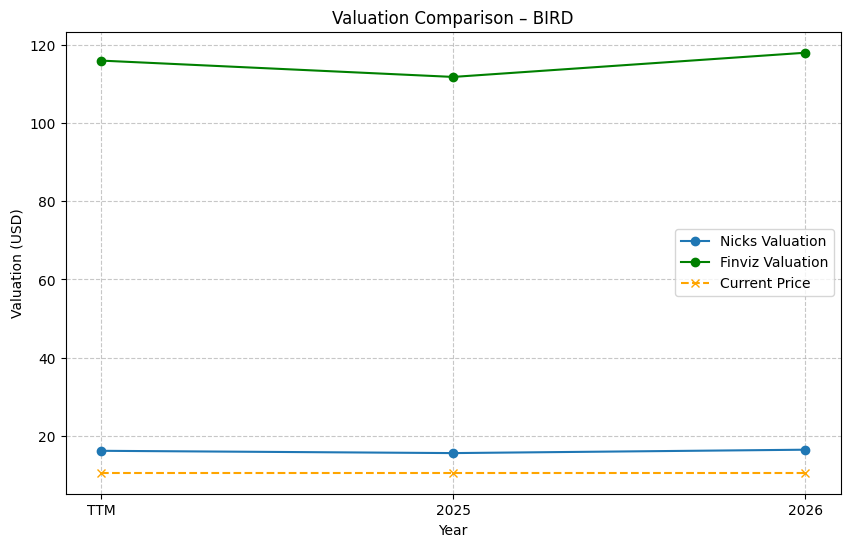 Valuation Comparison – BIRD
Valuation (USD)
120
100
80
60
40
20
Nicks Valuation
Finviz Valuation
Current Price
TTM
2025
2026
Year